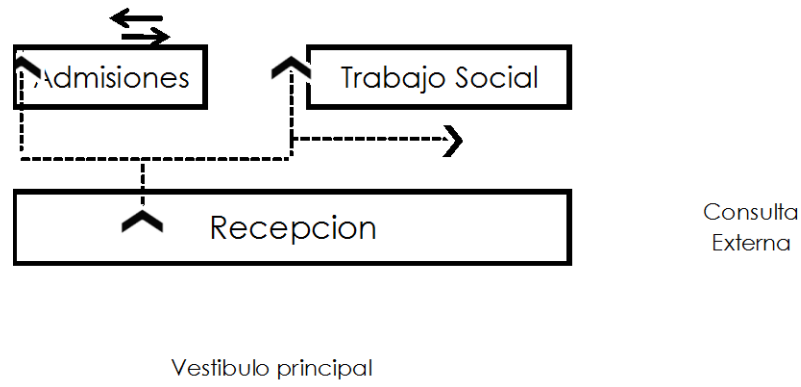 Admisiones
Trabajo Social
Recepcion
Consulta
Externa
Vestibulo principal